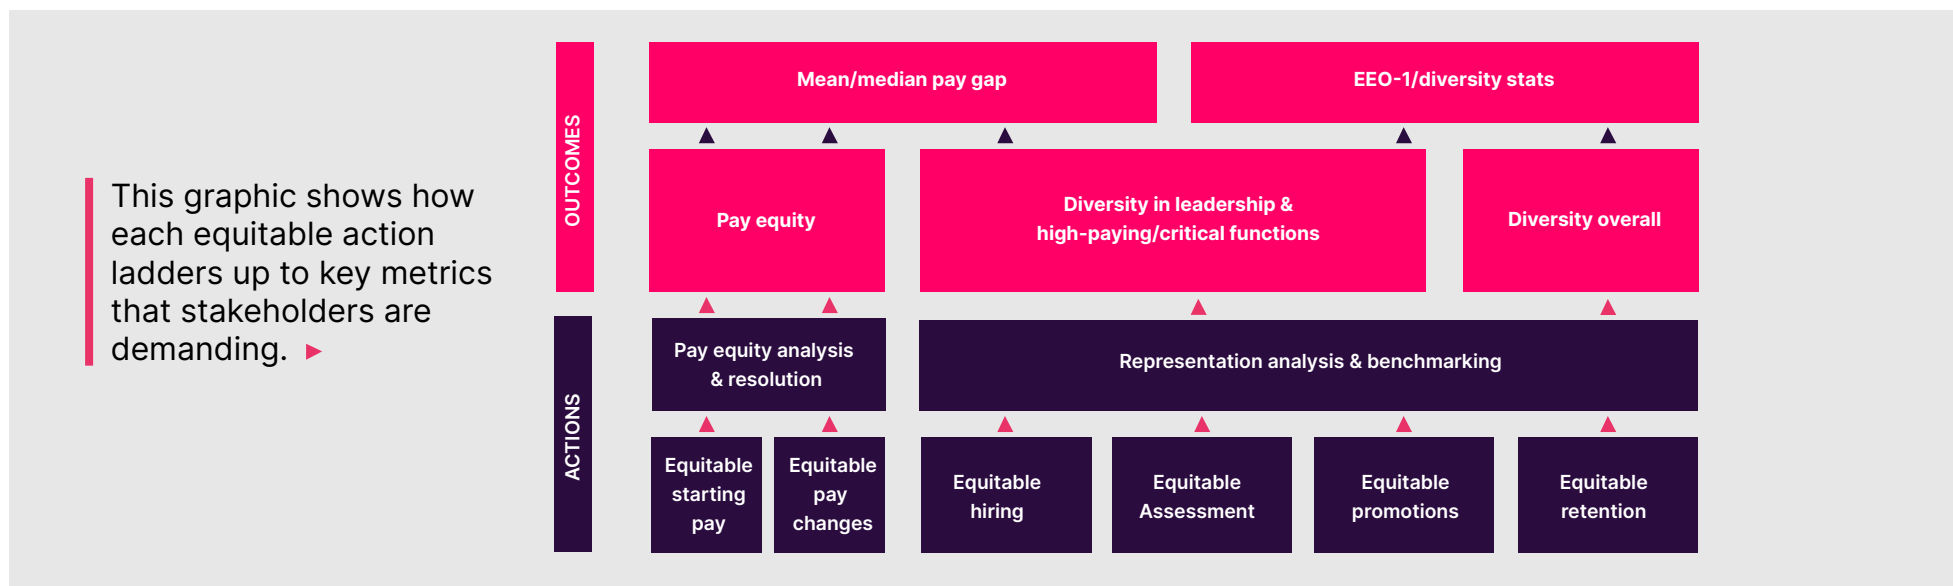 This graphic shows how
each equitable action
ladders up to key metrics
that stakeholders are
demanding.
OUTCOMES
Mean/median pay gap
EEO-1/diversity stats
Pay equity
Diversity in leadership &
high-paying/critical functions
Diversity overall
ACTIONS
Pay equity analysis
& resolution
Representation analysis & benchmarking
Equitable
starting
pay
Equitable
pay
changes
Equitable
hiring
Equitable
Assessment
Equitable
promotions
Equitable
retention